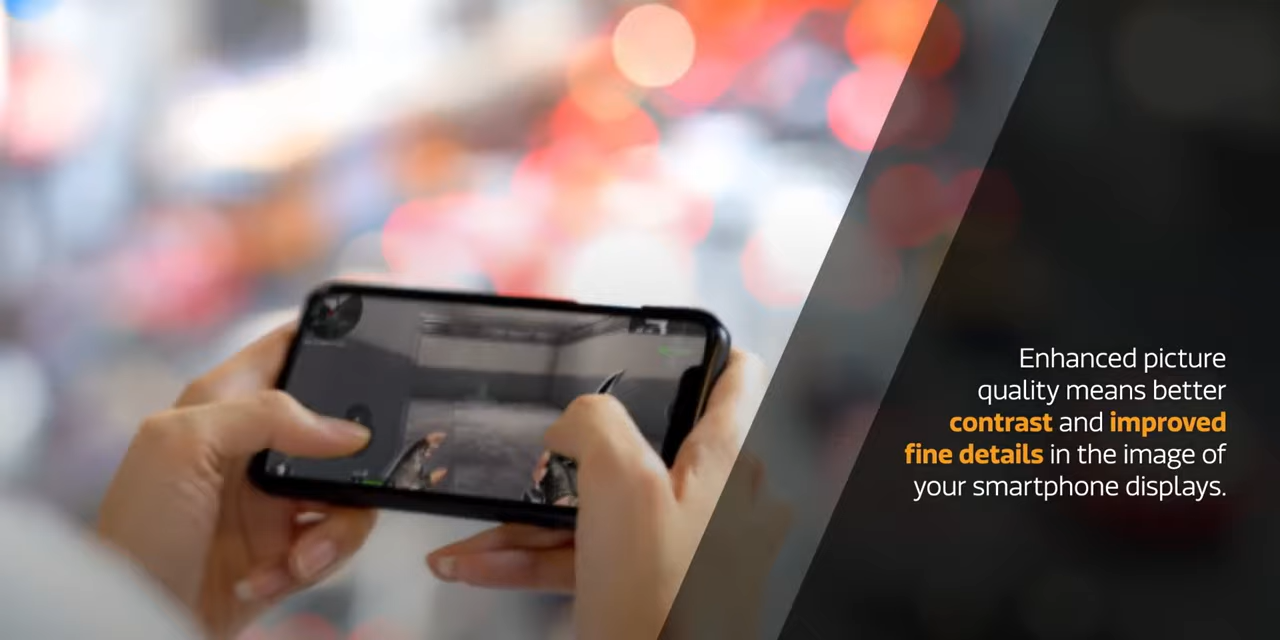 Enhanced picture
quality means better
contrast and improved
fine details in the image of
your smartphone displays.